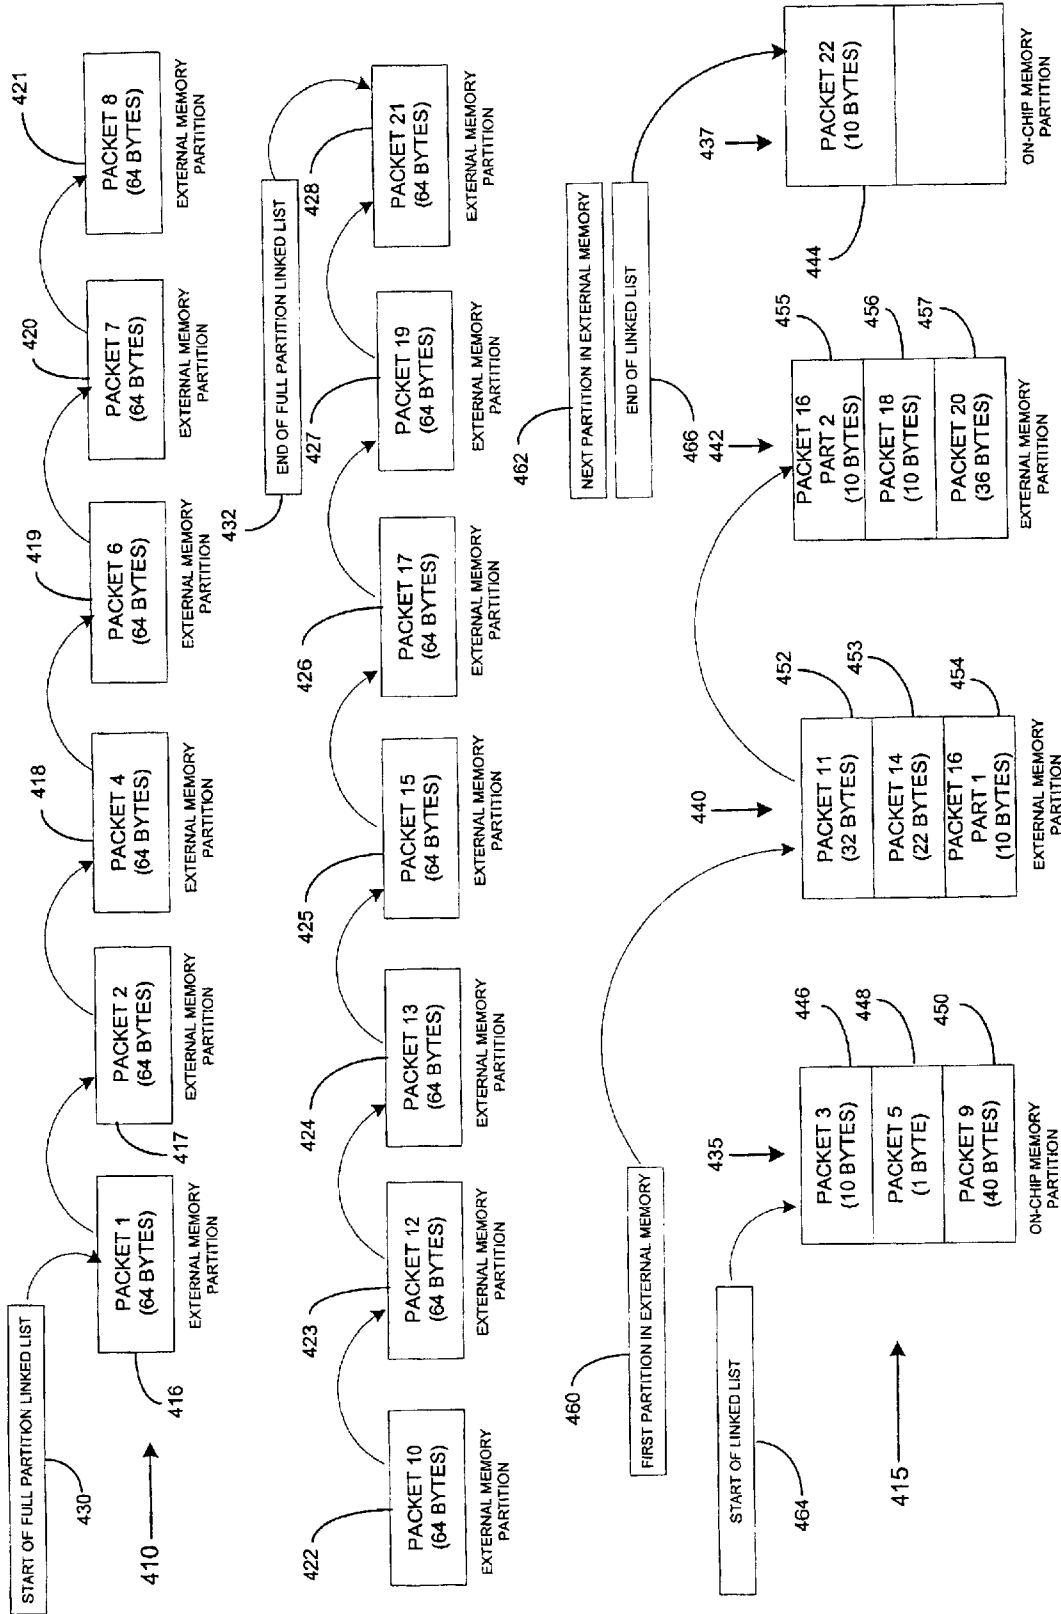 START OF FULL PARTITION LINKED LIST
430
410
416
PACKET 1
(64 BYTES)
EXTERNAL MEMORY
PARTITION
417
PACKET 2
(64 BYTES)
EXTERNAL MEMORY
PARTITION
418
PACKET 4
(64 BYTES)
EXTERNAL MEMORY
PARTITION
419
PACKET 6
(64 BYTES)
EXTERNAL MEMORY
PARTITION
420
PACKET 7
(64 BYTES)
EXTERNAL MEMORY
PARTITION
421
PACKET 8
(64 BYTES)
EXTERNAL MEMORY
PARTITION
432
END OF FULL PARTITION LINKED LIST
422
PACKET 10
(64 BYTES)
EXTERNAL MEMORY
PARTITION
423
PACKET 12
(64 BYTES)
EXTERNAL MEMORY
PARTITION
424
PACKET 13
(64 BYTES)
EXTERNAL MEMORY
PARTITION
425
PACKET 15
(64 BYTES)
EXTERNAL MEMORY
PARTITION
426
PACKET 17
(64 BYTES)
EXTERNAL MEMORY
PARTITION
427
PACKET 19
(64 BYTES)
EXTERNAL MEMORY
PARTITION
428
PACKET 21
(64 BYTES)
EXTERNAL MEMORY
PARTITION
460
FIRST PARTITION IN EXTERNAL MEMORY
462
NEXT PARTITION IN EXTERNAL MEMORY
START OF LINKED LIST
464
END OF LINKED LIST
466
415
435
PACKET 3
(10 BYTES)
446
PACKET 5
(1 BYTE)
448
PACKET 9
(40 BYTES)
450
ON-CHIP MEMORY
PARTITION
440
PACKET 11
(32 BYTES)
452
PACKET 14
(22 BYTES)
453
PACKET 16
PART 1
(10 BYTES)
454
EXTERNAL MEMORY
PARTITION
442
PACKET 16
PART 2
(10 BYTES)
455
PACKET 18
(10 BYTES)
456
PACKET 20
(36 BYTES)
457
EXTERNAL MEMORY
PARTITION
437
PACKET 22
(10 BYTES)
444
ON-CHIP MEMORY
PARTITION